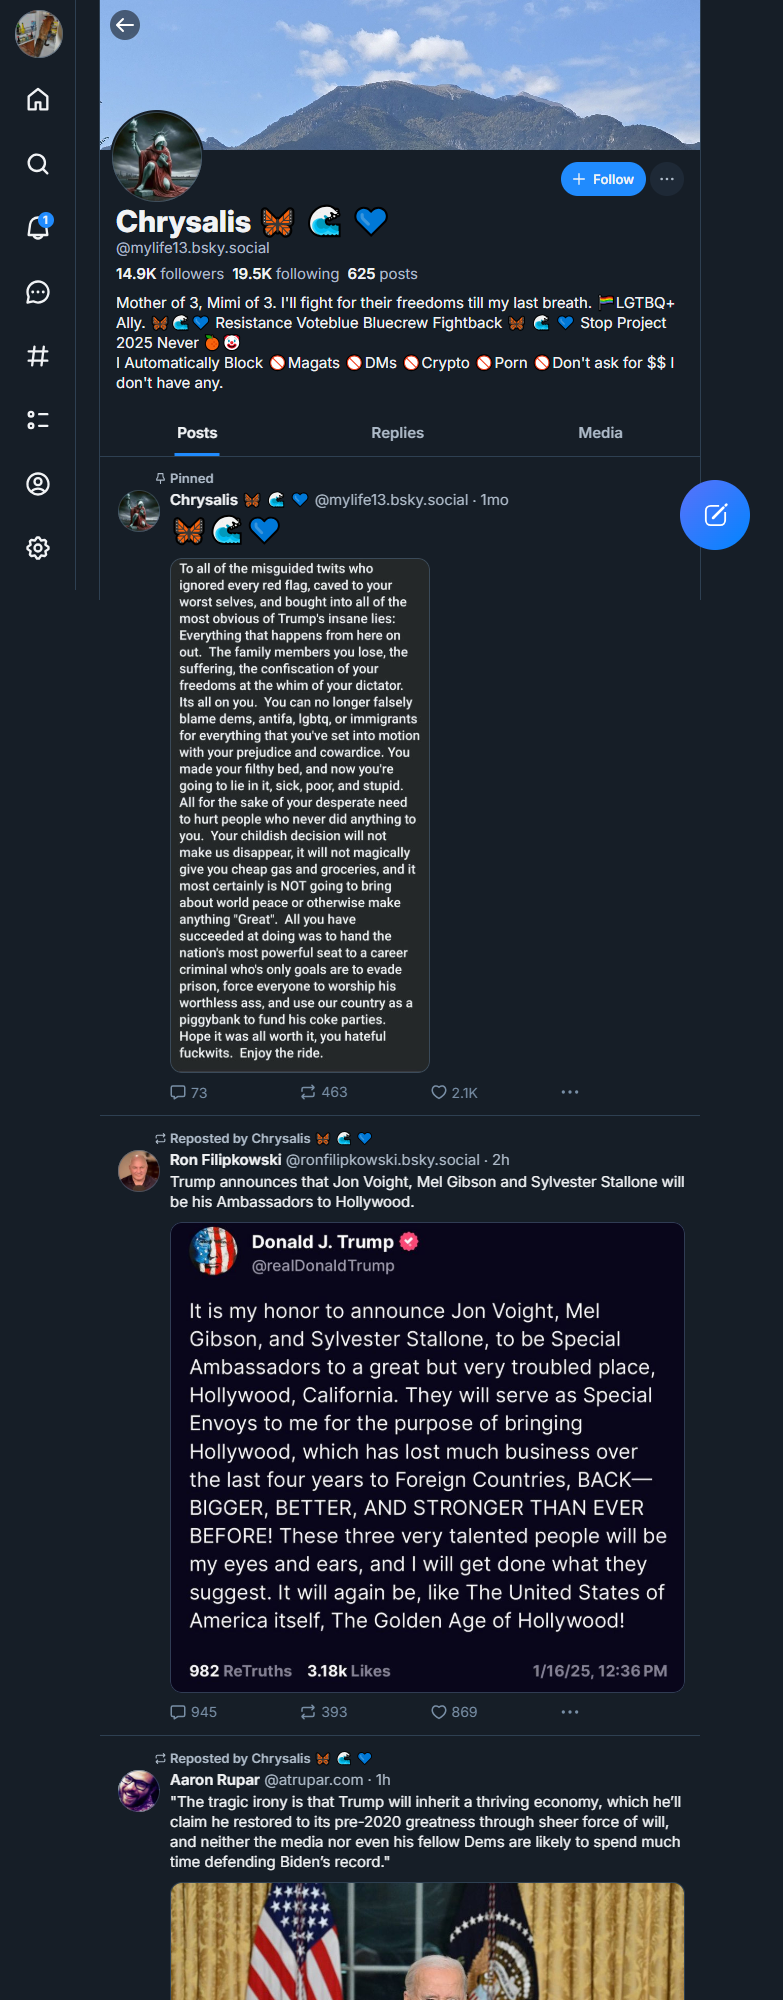 1
Follow
Chrysalis 🦋 🌊 💙
@mylife13.bsky.social
14.9K followers 19.5K following 625 posts
Mother of 3, Mimi of 3. I'll fight for their freedoms till my last breath. 🏴‍🌈LGTBQ+
Ally. 🦋 🌊 💙 Resistance Voteblue Bluecrew Fightback 🦋 🌊 💙 Stop Project
2025 Never 🍊 🤡
I Automatically Block 🚫Magats 🚫DMs 🚫Crypto 🚫Porn 🚫Don't ask for $$ I
don't have any.
Posts Replies Media
Pinned
Chrysalis 🦋 🌊 💙 @mylife13.bsky.social · 1mo
🦋 🌊 💙
To all of the misguided twits who
ignored every red flag, caved to your
worst selves, and bought into all of the
most obvious of Trump's insane lies:
Everything that happens from here on
out.  The family members you lose, the
suffering, the confiscation of your
freedoms at the whim of your dictator.
Its all on you.  You can no longer falsely
blame dems, antifa, lgbtq, or immigrants
for everything that you've set into motion
with your prejudice and cowardice. You
made your filthy bed, and now you're
going to lie in it, sick, poor, and stupid.
All for the sake of your desperate need
to hurt people who never did anything to
you.  Your childish decision will not
make us disappear, it will not magically
give you cheap gas and groceries, and it
most certainly is NOT going to bring
about world peace or otherwise make
anything "Great".  All you have
succeeded at doing was to hand the
nation's most powerful seat to a career
criminal who's only goals are to evade
prison, force everyone to worship his
worthless ass, and use our country as a
piggybank to fund his coke parties.
Hope it was all worth it, you hateful
fuckwits.  Enjoy the ride.
73 463 2.1K
Reposted by Chrysalis 🦋 🌊 💙
Ron Filipkowski @ronfilipkowski.bsky.social · 2h
Trump announces that Jon Voight, Mel Gibson and Sylvester Stallone will
be his Ambassadors to Hollywood.
Donald J. Trump
@realDonaldTrump
It is my honor to announce Jon Voight, Mel
Gibson, and Sylvester Stallone, to be Special
Ambassadors to a great but very troubled place,
Hollywood, California. They will serve as Special
Envoys to me for the purpose of bringing
Hollywood, which has lost much business over
the last four years to Foreign Countries, BACK—
BIGGER, BETTER, AND STRONGER THAN EVER
BEFORE! These three very talented people will be
my eyes and ears, and I will get done what they
suggest. It will again be, like The United States of
America itself, The Golden Age of Hollywood!
982 ReTruths 3.18k Likes 1/16/25, 12:36 PM
945 393 869
Reposted by Chrysalis 🦋 🌊 💙
Aaron Rupar @atrupar.com · 1h
"The tragic irony is that Trump will inherit a thriving economy, which he'll
claim he restored to its pre-2020 greatness through sheer force of will,
and neither the media nor even his fellow Dems are likely to spend much
time defending Biden's record."